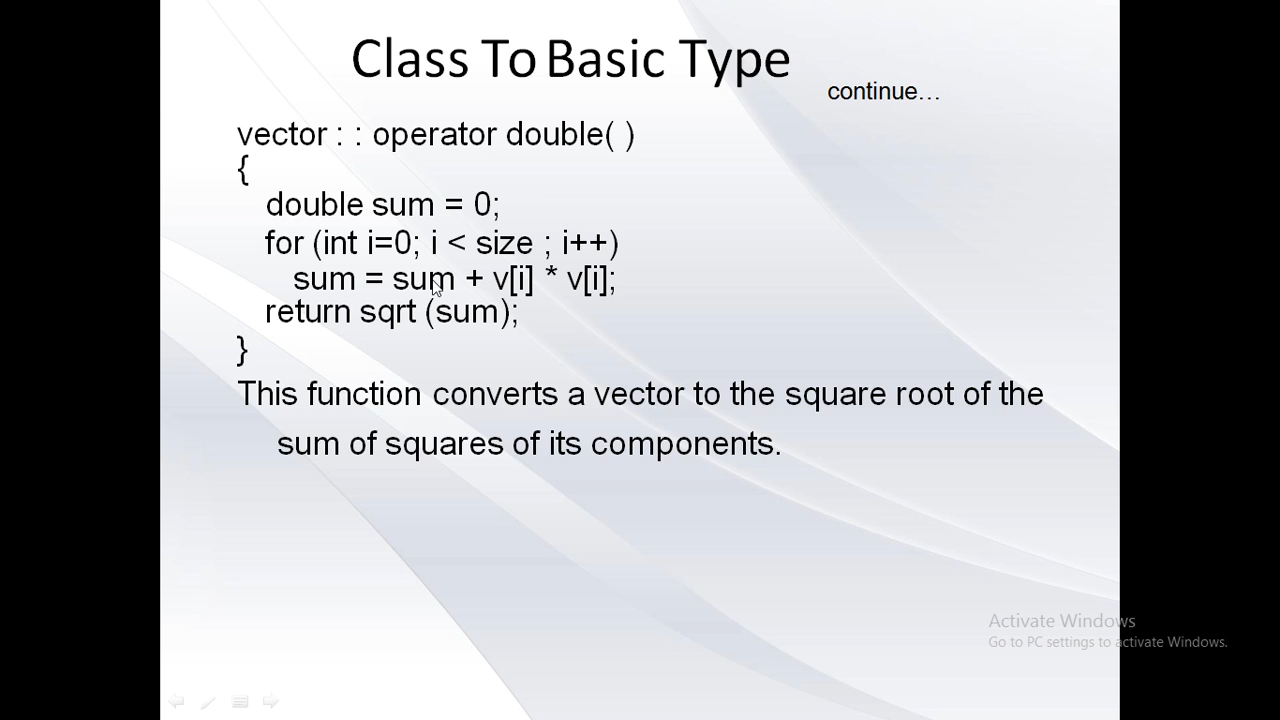 Class To Basic Type
continue…
vector : : operator double( )
{
double sum = 0;
for (int i=0; i < size ; i++)
sum = sum + v[i] * v[i];
return sqrt (sum);
}
This function converts a vector to the square root of the
sum of squares of its components.
Activate Windows
Go to PC settings to activate Windows.